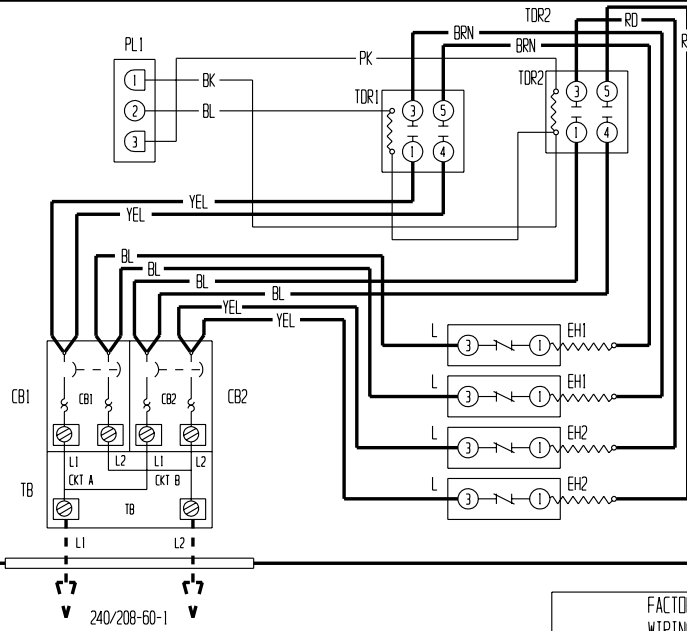 TDR2
RD
BRN
PL1
BRN
R
PK
1
BK
TDR1
TDR2
3
5
2
BL
3
5
3
1
4
1
4
YEL
YEL
BL
BL
BL
BL
YEL
YEL
L
EH1
3
1
CB1
CB1
CB2
CB2
L
EH1
3
1
L
EH2
3
1
L1
L2
L1
L2
CKT A
CKT B
L
EH2
3
1
TB
TB
L1
L2
240/208-60-1
FACTO
WIPIN